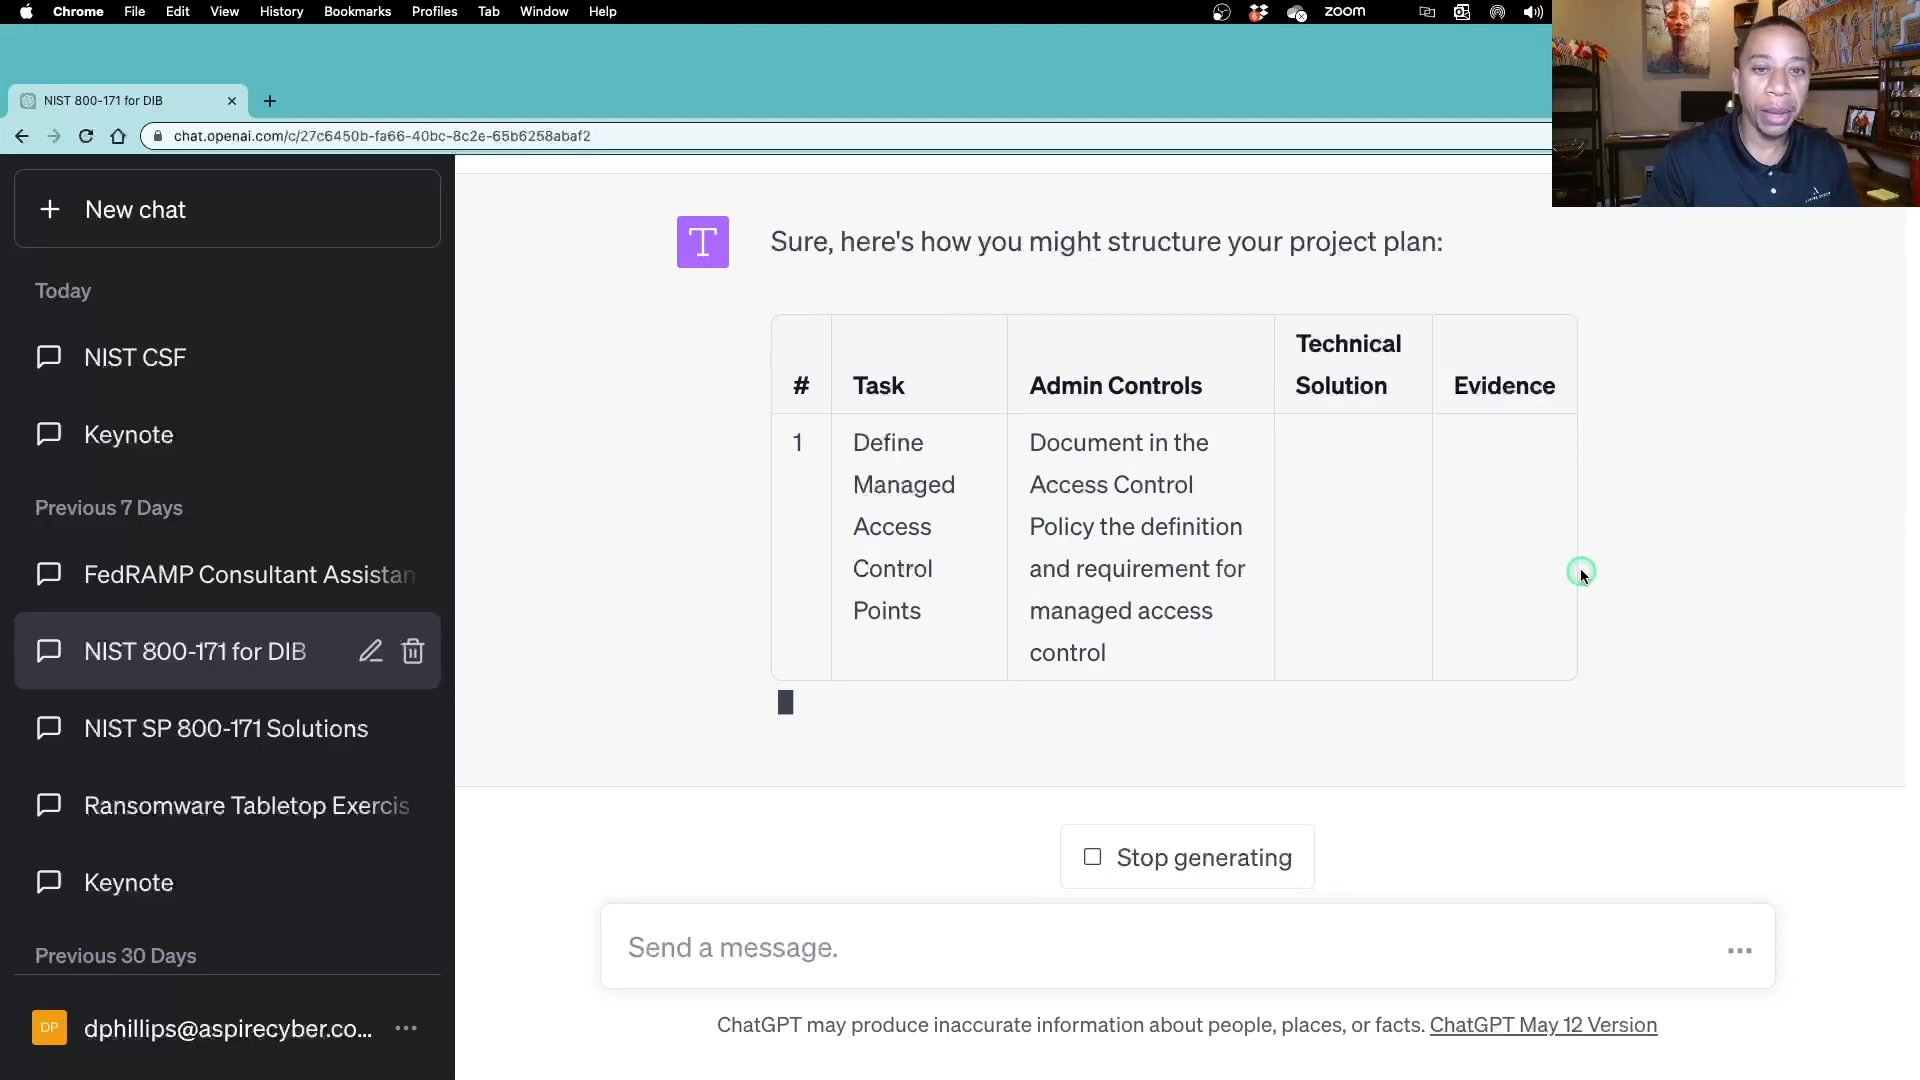 Chrome File Edit View History Bookmarks Profiles Tab Window Help
zoom
NIST 800-171 for DIB
chat.openai.com/c/27c6450b-fa66-40bc-8c2e-65b6258abaf2
New chat
Today
NIST CSF
Keynote
Previous 7 Days
FedRAMP Consultant Assistan
NIST 800-171 for DIB
NIST SP 800-171 Solutions
Ransomware Tabletop Exercis
Keynote
Previous 30 Days
DP
dphillips@aspirecyber.co...
T
Sure, here's how you might structure your project plan:
#
Task
Admin Controls
Technical
Solution
Evidence
1
Define
Managed
Access
Control
Points
Document in the
Access Control
Policy the definition
and requirement for
managed access
control
Stop generating
Send a message.
ChatGPT may produce inaccurate information about people, places, or facts. ChatGPT May 12 Version